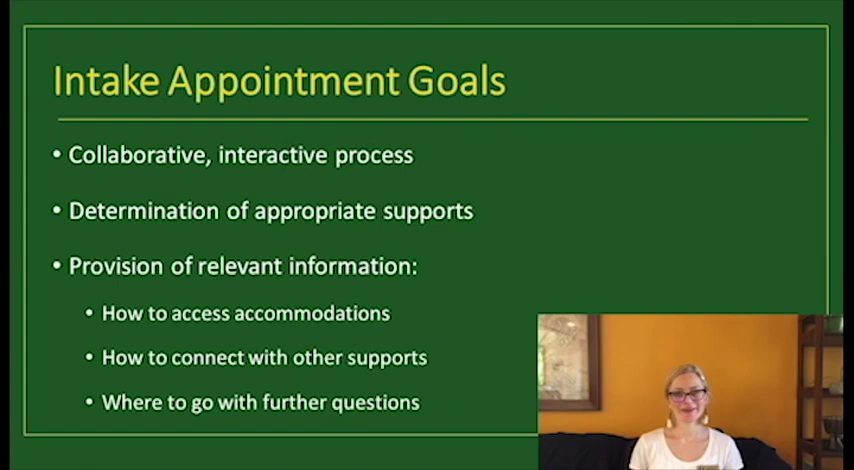 Intake Appointment Goals
• Collaborative, interactive process
• Determination of appropriate supports
• Provision of relevant information:
• How to access accommodations
• How to connect with other supports
• Where to go with further questions